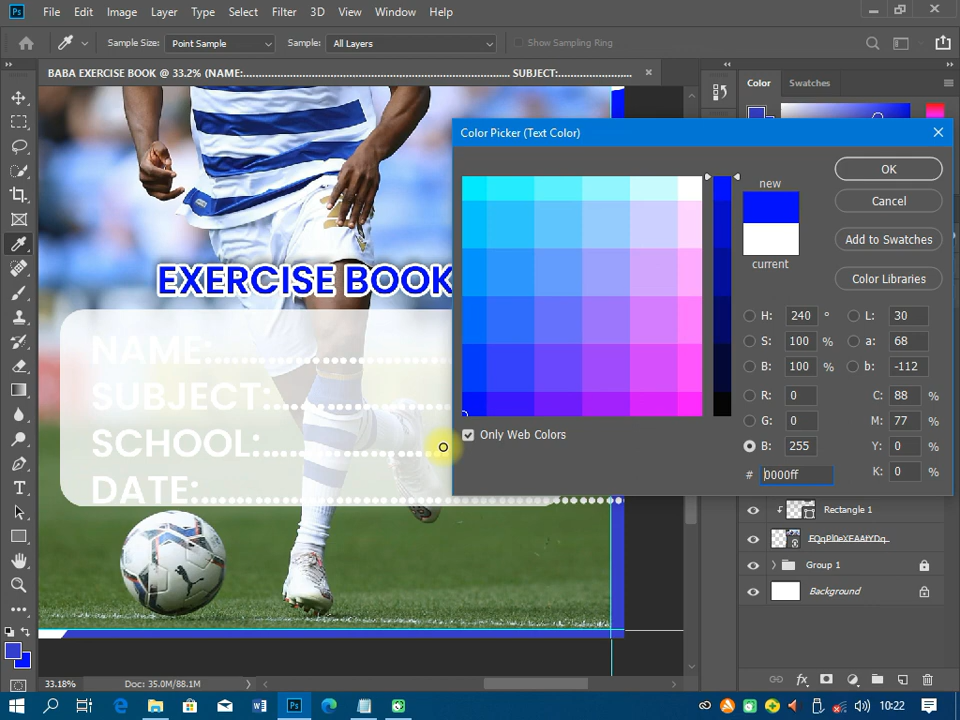 File Edit Image Layer Type Select Filter 3D View Window Help
Sample Size: Point Sample Sample: All Layers Show Sampling Ring
BABA EXERCISE BOOK @ 33.2% (NAME:........................................................................................ SUBJECT:........................
Color Swatches
Color Picker (Text Color)
new
current
OK
Cancel
Add to Swatches
Color Libraries
H: 240 ° L: 30
S: 100 % a: 68
B: 100 % b: -112
R: 0 C: 88 %
G: 0 M: 77 %
B: 255 Y: 0 %
# 0000ff K: 0 %
Only Web Colors
EXERCISE BOOK
NAME:....................
SUBJECT:...............
SCHOOL:................
DATE:...................................
Rectangle 1
Group 1
Background
33.18% Doc: 35.0M/88.1M
10:22